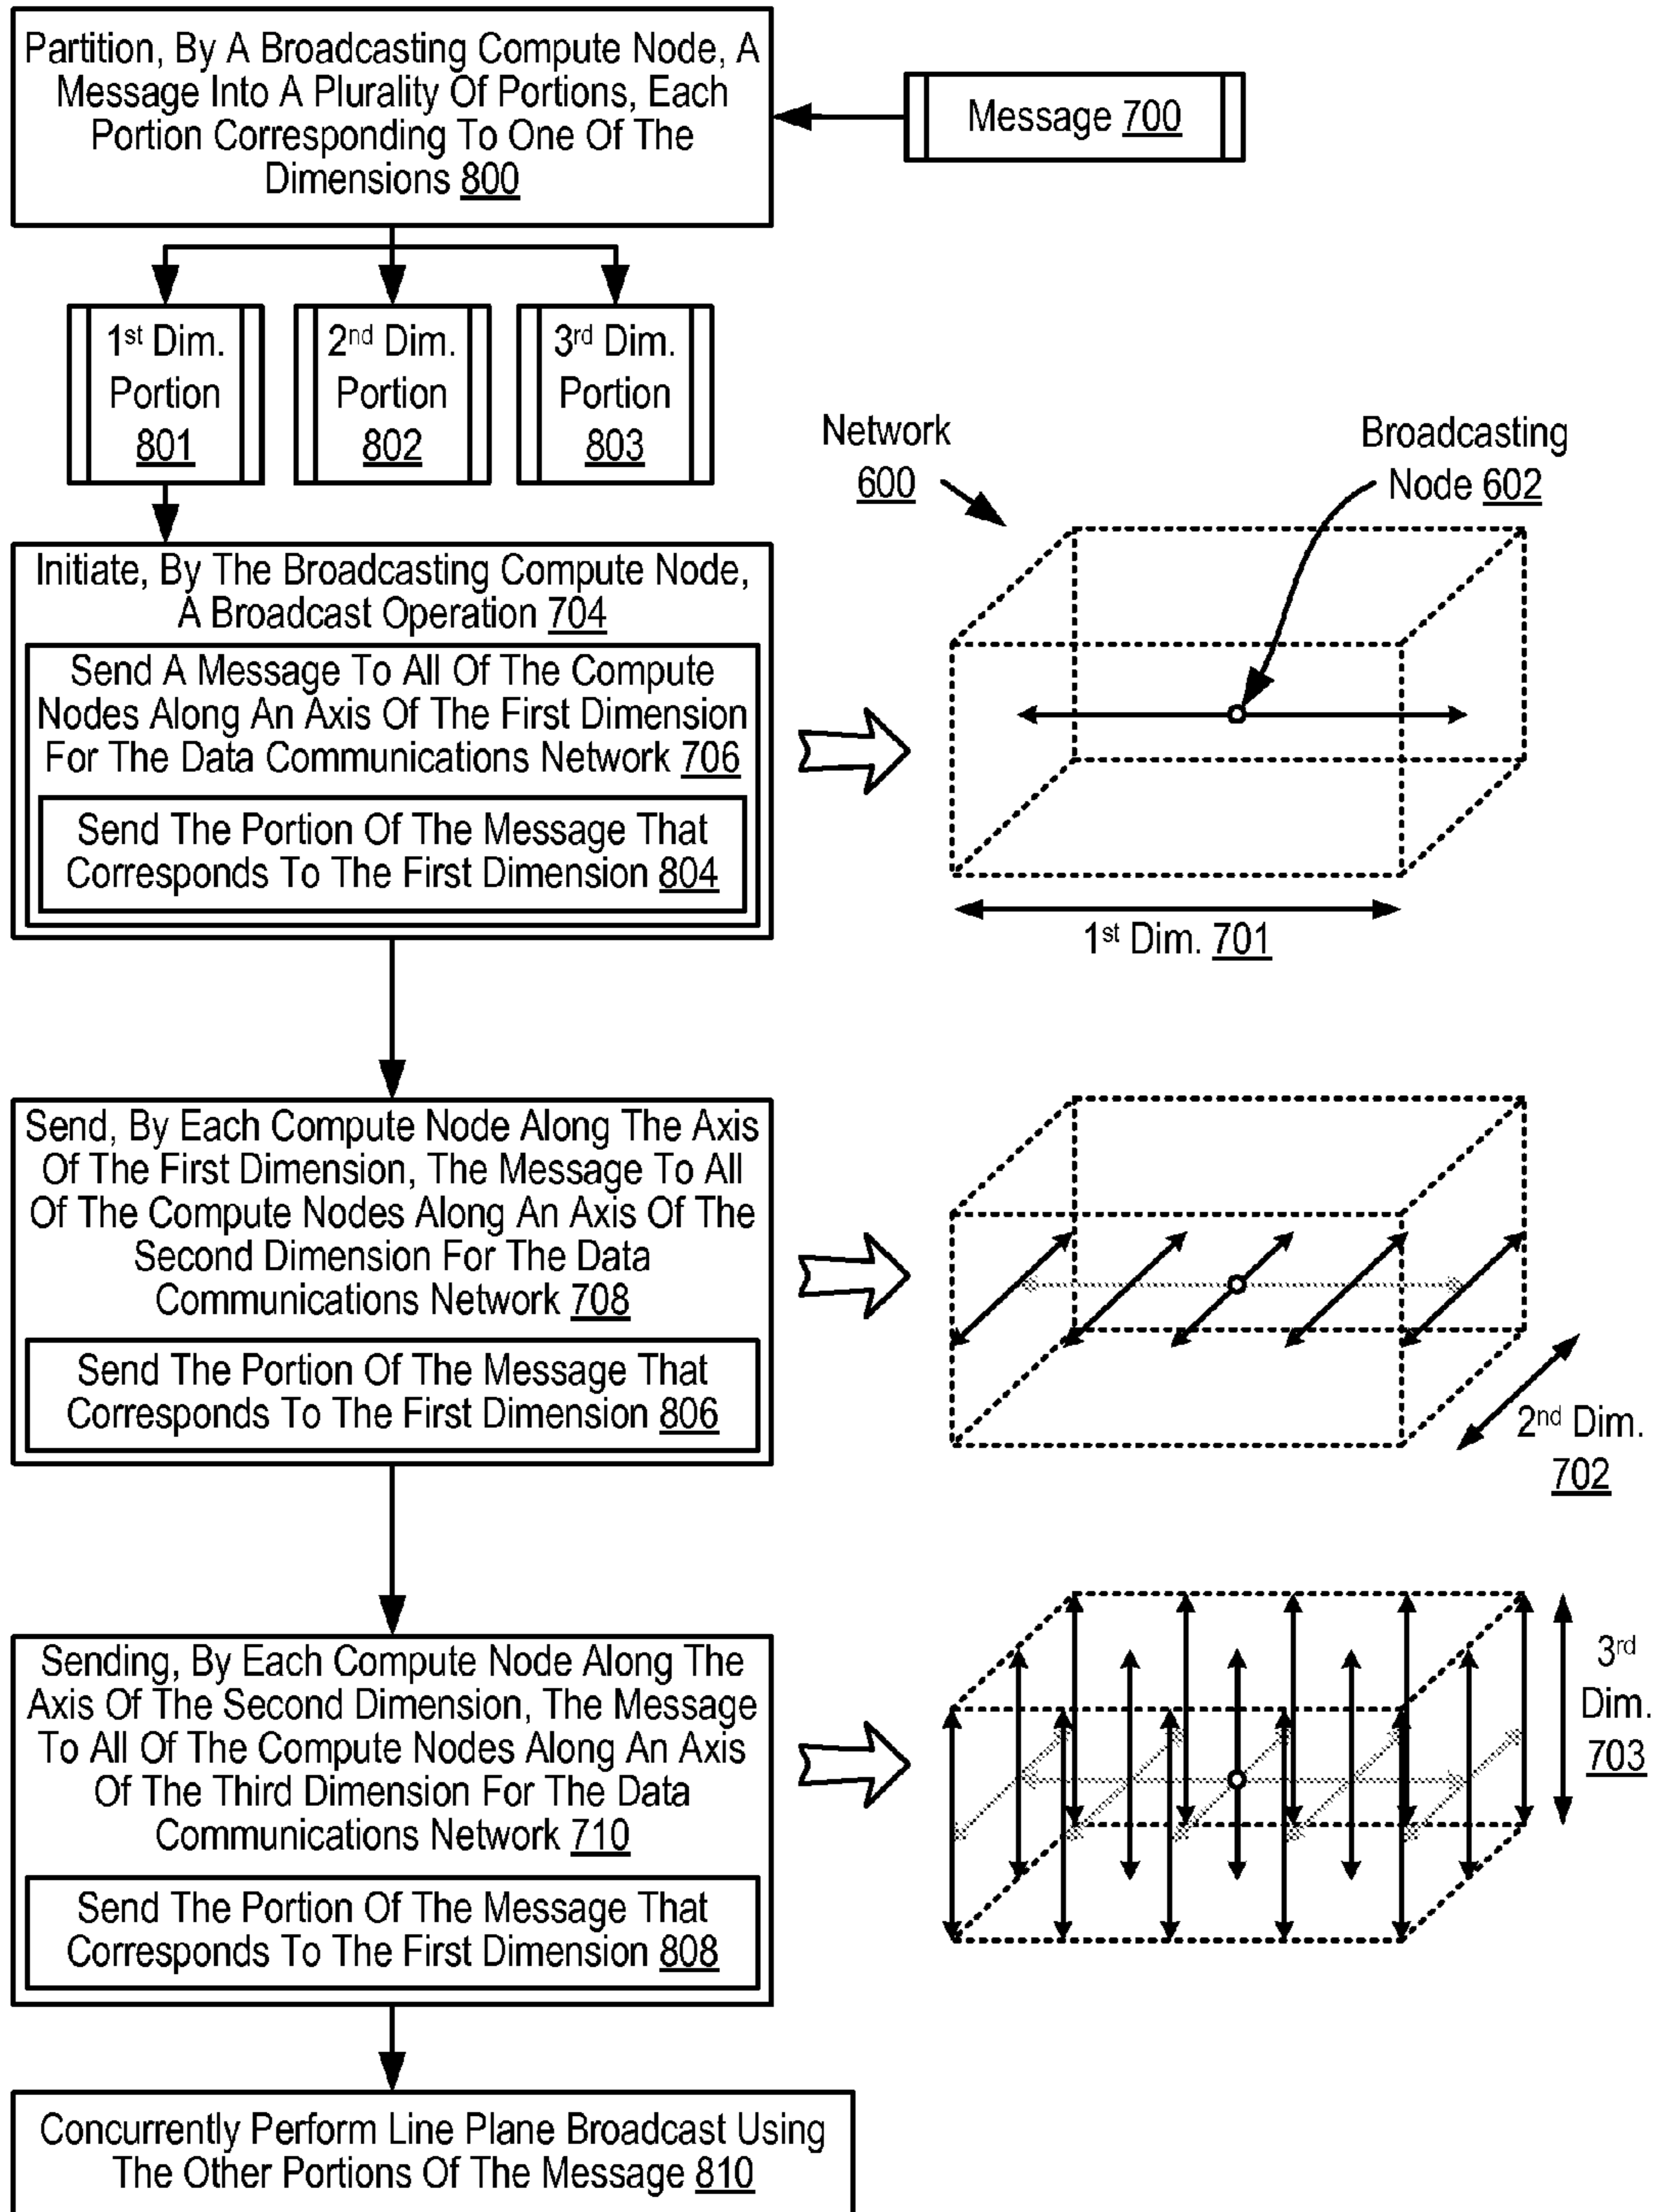 Partition, By A Broadcasting Compute Node, A
Message Into A Plurality Of Portions, Each
Portion Corresponding To One Of The
Dimensions 800
Message 700
1st Dim.
Portion
801
2nd Dim.
Portion
802
3rd Dim.
Portion
803
Network
600
Broadcasting
Node 602
Initiate, By The Broadcasting Compute Node,
A Broadcast Operation 704
Send A Message To All Of The Compute
Nodes Along An Axis Of The First Dimension
For The Data Communications Network 706
Send The Portion Of The Message That
Corresponds To The First Dimension 804
1st Dim. 701
Send, By Each Compute Node Along The Axis
Of The First Dimension, The Message To All
Of The Compute Nodes Along An Axis Of The
Second Dimension For The Data
Communications Network 708
Send The Portion Of The Message That
Corresponds To The First Dimension 806
2nd Dim.
702
Sending, By Each Compute Node Along The
Axis Of The Second Dimension, The Message
To All Of The Compute Nodes Along An Axis
Of The Third Dimension For The Data
Communications Network 710
Send The Portion Of The Message That
Corresponds To The First Dimension 808
3rd
Dim.
703
Concurrently Perform Line Plane Broadcast Using
The Other Portions Of The Message 810